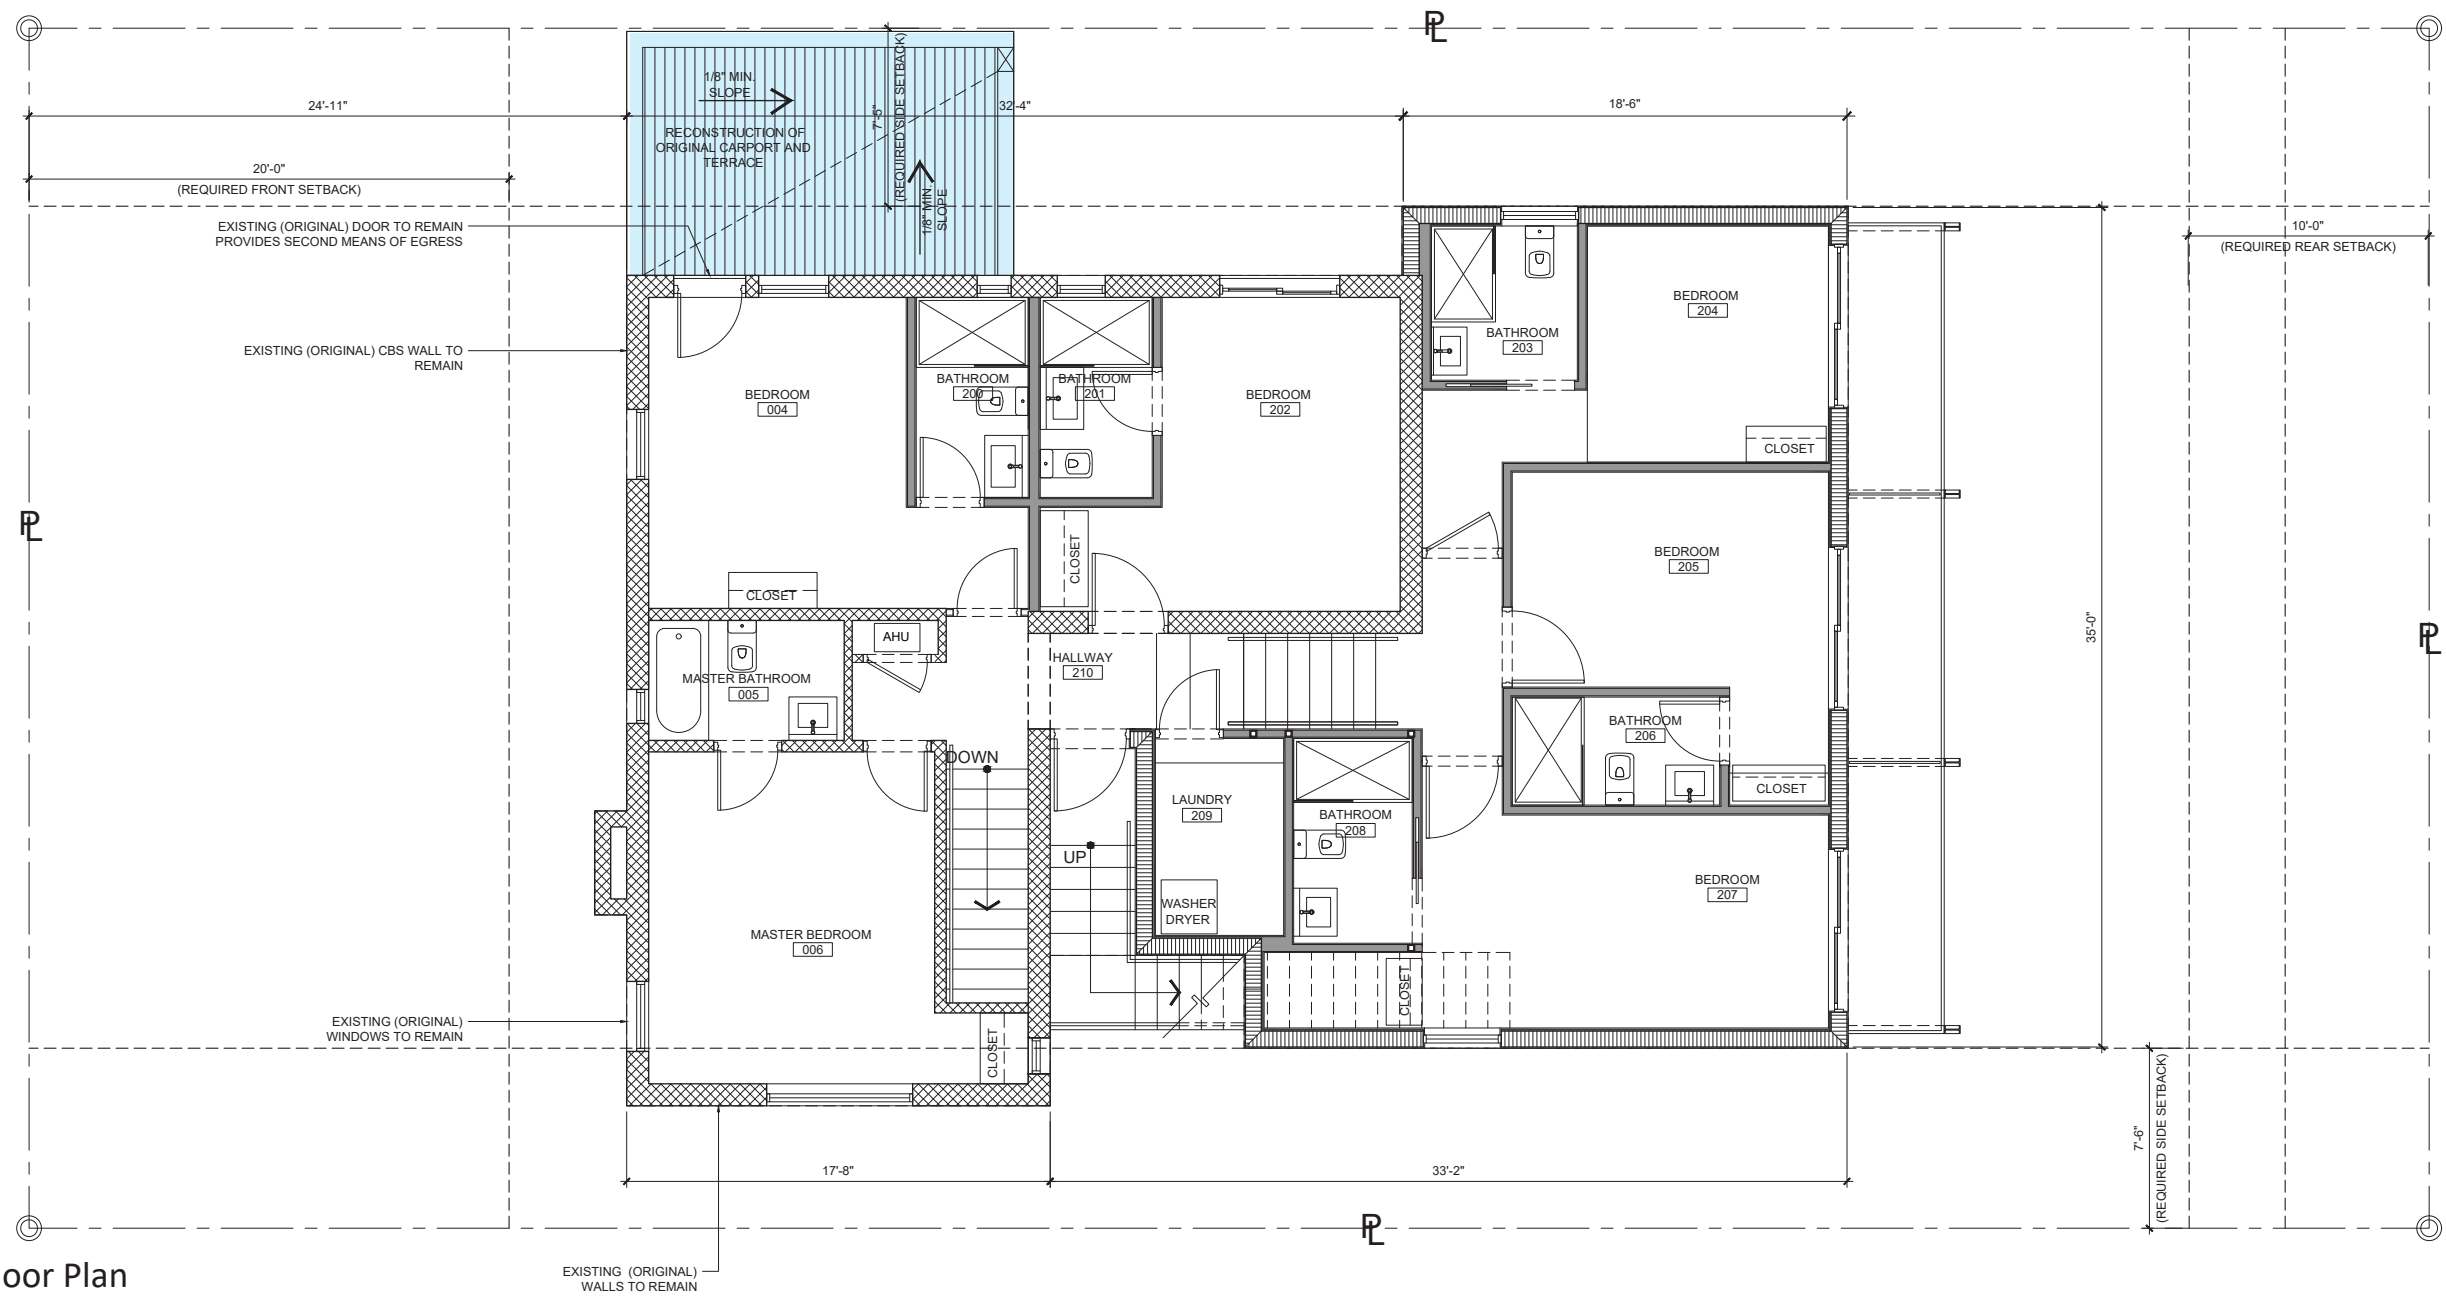 PL
1/8" MIN.
SLOPE
24'-11"
7'-5"
(REQUIRED SIDE SETBACK)
32'-4"
18'-6"
RECONSTRUCTION OF
ORIGINAL CARPORT AND
TERRACE
20'-0"
(REQUIRED FRONT SETBACK)
1/8" MIN.
SLOPE
EXISTING (ORIGINAL) DOOR TO REMAIN
PROVIDES SECOND MEANS OF EGRESS
10'-0"
(REQUIRED REAR SETBACK)
BEDROOM
204
BATHROOM
203
EXISTING (ORIGINAL) CBS WALL TO
REMAIN
BEDROOM
004
BATHROOM
200
BATHROOM
201
BEDROOM
202
CLOSET
PL
CLOSET
BEDROOM
205
CLOSET
AHU
35'-0"
PL
HALLWAY
210
MASTER BATHROOM
005
BATHROOM
206
DOWN
CLOSET
LAUNDRY
209
BATHROOM
208
UP
BEDROOM
207
WASHER
DRYER
MASTER BEDROOM
006
CLOSET
EXISTING (ORIGINAL)
WINDOWS TO REMAIN
CLOSET
7'-6"
(REQUIRED SIDE SETBACK)
17'-8"
33'-2"
PL
oor Plan
EXISTING (ORIGINAL)
WALLS TO REMAIN